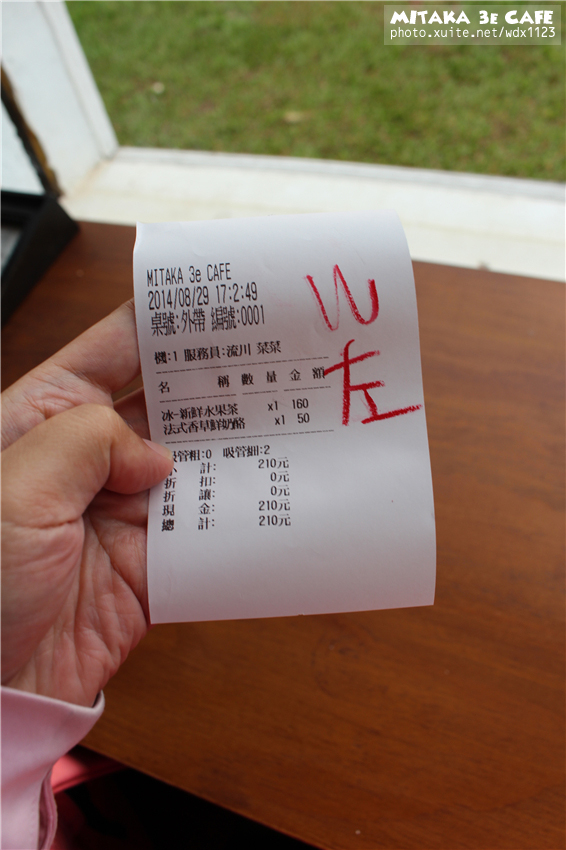 MITAKA 3E CAFE
photo.xuite.net/wdx1123
MITAKA 3e CAFE
2014/08/29 17:2:49
桌號:外帶 編號:0001
機:1 服務員:流川 菜菜
名 稱 數 量 金 額
冰-新鮮水果茶 x1 160
法式香草鮮奶酪 x1 50
吸管粗:0 吸管細:2
小 計: 210元
折 扣: 0元
折 讓: 0元
現 金: 210元
總 計: 210元
左